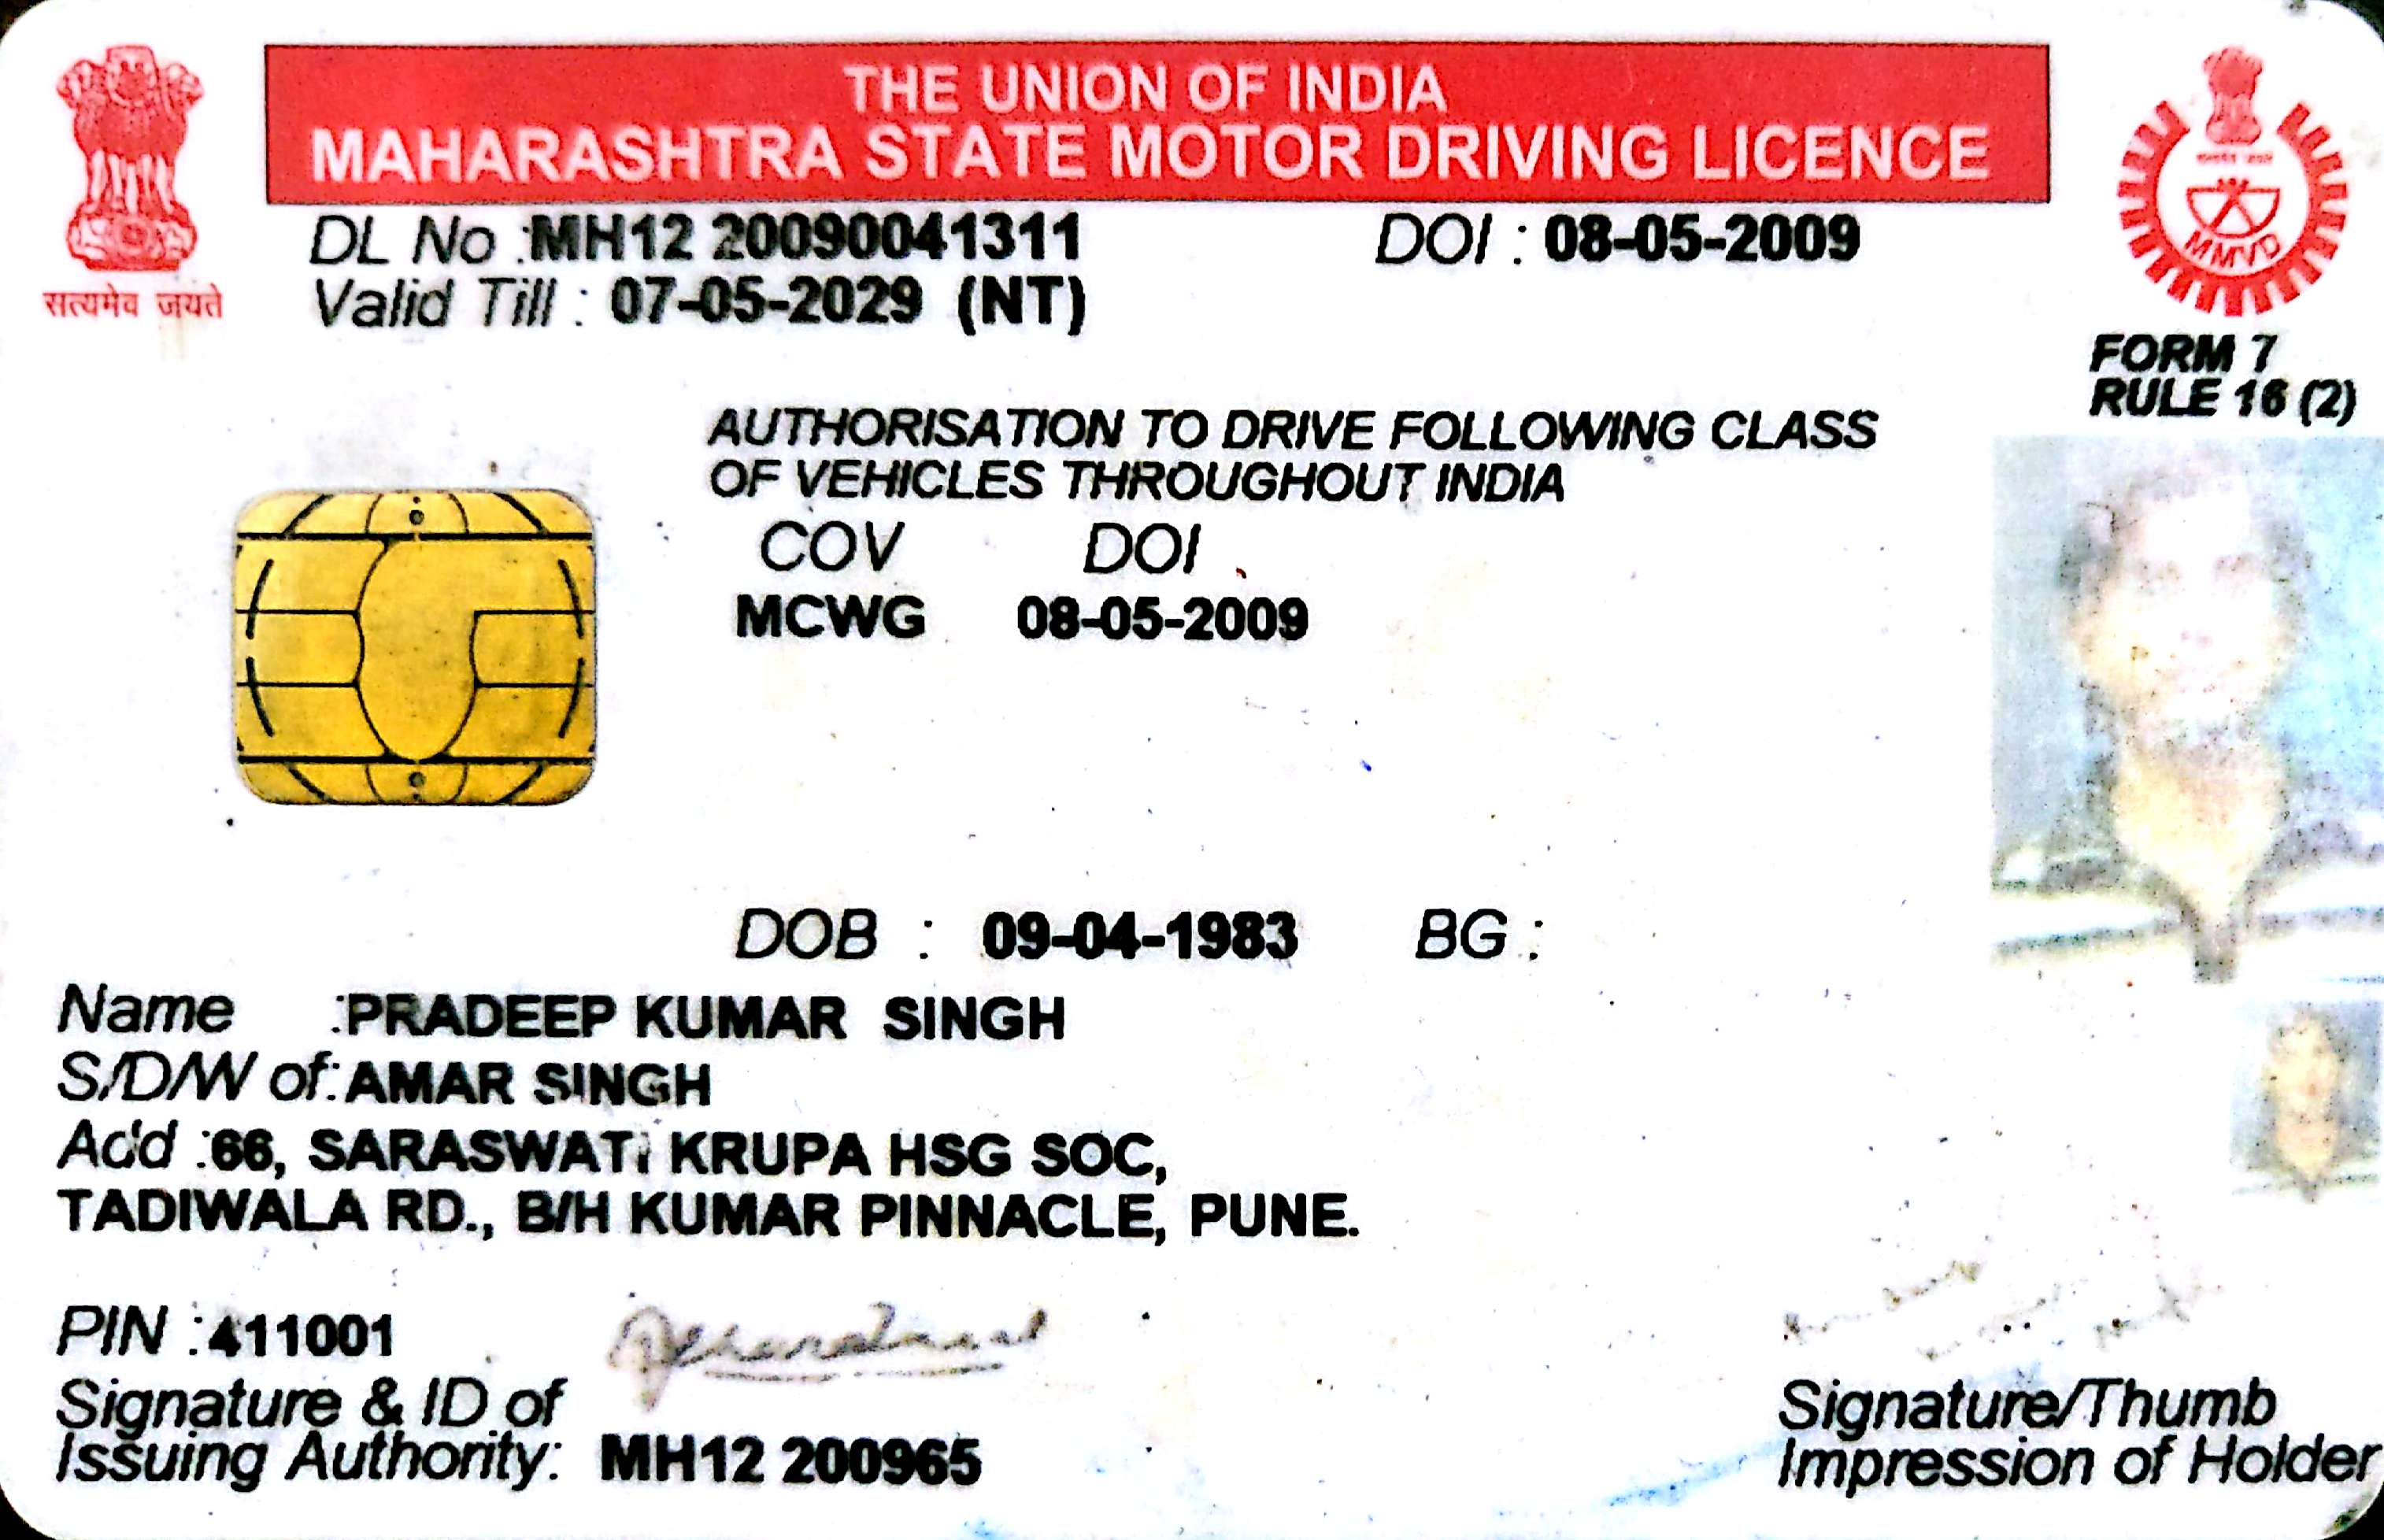 THE UNION OF INDIA
MAHARASHTRA STATE MOTOR DRIVING LICENCE
सत्यमेव जयते
MMVD
DL No :MH12 20090041311 DOI : 08-05-2009
Valid Till : 07-05-2029 (NT)
FORM 7
RULE 16 (2)
AUTHORISATION TO DRIVE FOLLOWING CLASS
OF VEHICLES THROUGHOUT INDIA
COV DOI
MCWG 08-05-2009
DOB : 09-04-1983 BG :
Name :PRADEEP KUMAR SINGH
S/D/W of:AMAR SINGH
Add :66, SARASWATI KRUPA HSG SOC,
TADIWALA RD., B/H KUMAR PINNACLE, PUNE.
PIN :411001
Signature & ID of
Issuing Authority: MH12 200965
Signature/Thumb
Impression of Holder